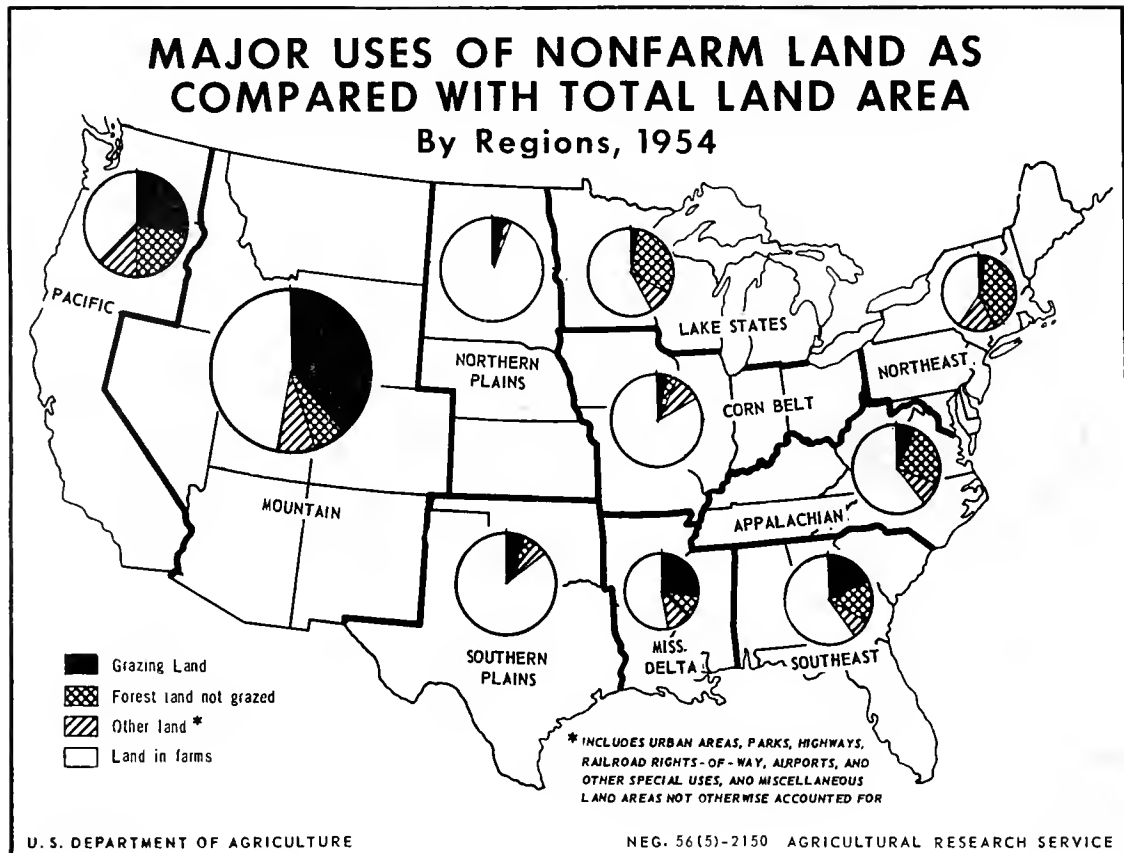 MAJOR USES OF NONFARM LAND AS
COMPARED WITH TOTAL LAND AREA
By Regions, 1954
PACIFIC
LAKE STATES
NORTHERN
PLAINS
NORTHEAST
CORN BELT
MOUNTAIN
APPALACHIAN
SOUTHERN
PLAINS
MISS.
DELTA
SOUTHEAST
Grazing Land
Forest land not grazed
Other land *
Land in farms
* INCLUDES URBAN AREAS, PARKS, HIGHWAYS,
RAILROAD RIGHTS-OF-WAY, AIRPORTS, AND
OTHER SPECIAL USES, AND MISCELLANEOUS
LAND AREAS NOT OTHERWISE ACCOUNTED FOR
U. S. DEPARTMENT OF AGRICULTURE
NEG. 56(5)-2150 AGRICULTURAL RESEARCH SERVICE